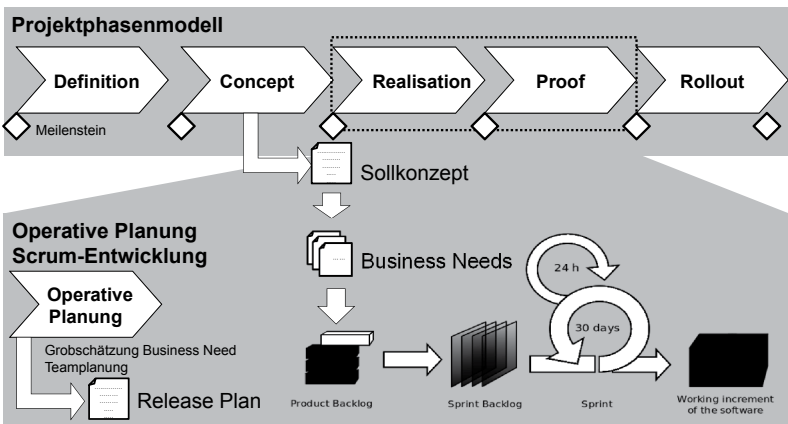 Projektphasenmodell
Definition
Concept
Realisation
Proof
Rollout
Meilenstein
Sollkonzept
Operative Planung
Scrum-Entwicklung
Business Needs
Operative
Planung
24 h
30 days
Grobschätzung Business Need
Teamplanung
Release Plan
Product Backlog
Sprint Backlog
Sprint
Working increment
of the software